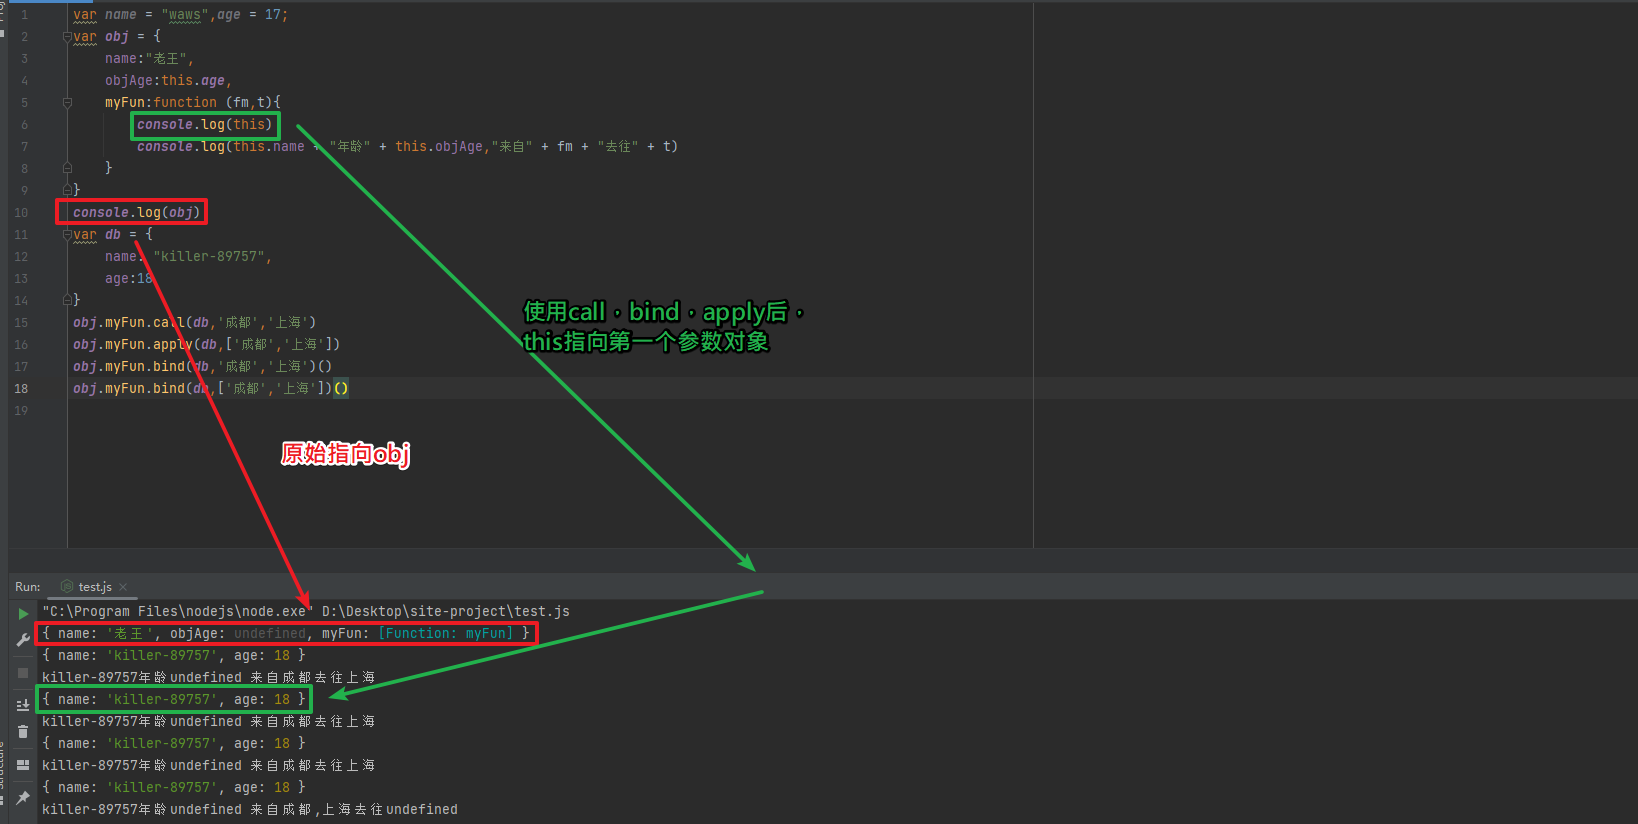 1 var name = "waws",age = 17;
2 var obj = {
3 name:"老王",
4 objAge:this.age,
5 myFun:function (fm,t){
6 console.log(this)
7 console.log(this.name + "年龄" + this.objAge,"来自" + fm + "去往" + t)
8 }
9 }
10 console.log(obj)
11 var db = {
12 name: "killer-89757",
13 age:18
14 }
15 obj.myFun.call(db,'成都','上海')
16 obj.myFun.apply(db,['成都','上海'])
17 obj.myFun.bind(db,'成都','上海')()
18 obj.myFun.bind(db,['成都','上海'])()
19
使用call·bind·apply后·
this指向第一个参数对象
原始指向obj
Run: test.js
"C:\Program Files\nodejs\node.exe" D:\Desktop\site-project\test.js
{ name: '老王', objAge: undefined, myFun: [Function: myFun] }
{ name: 'killer-89757', age: 18 }
killer-89757年龄undefined 来自成都去往上海
{ name: 'killer-89757', age: 18 }
killer-89757年龄undefined 来自成都去往上海
{ name: 'killer-89757', age: 18 }
killer-89757年龄undefined 来自成都去往上海
{ name: 'killer-89757', age: 18 }
killer-89757年龄undefined 来自成都,上海去往undefined